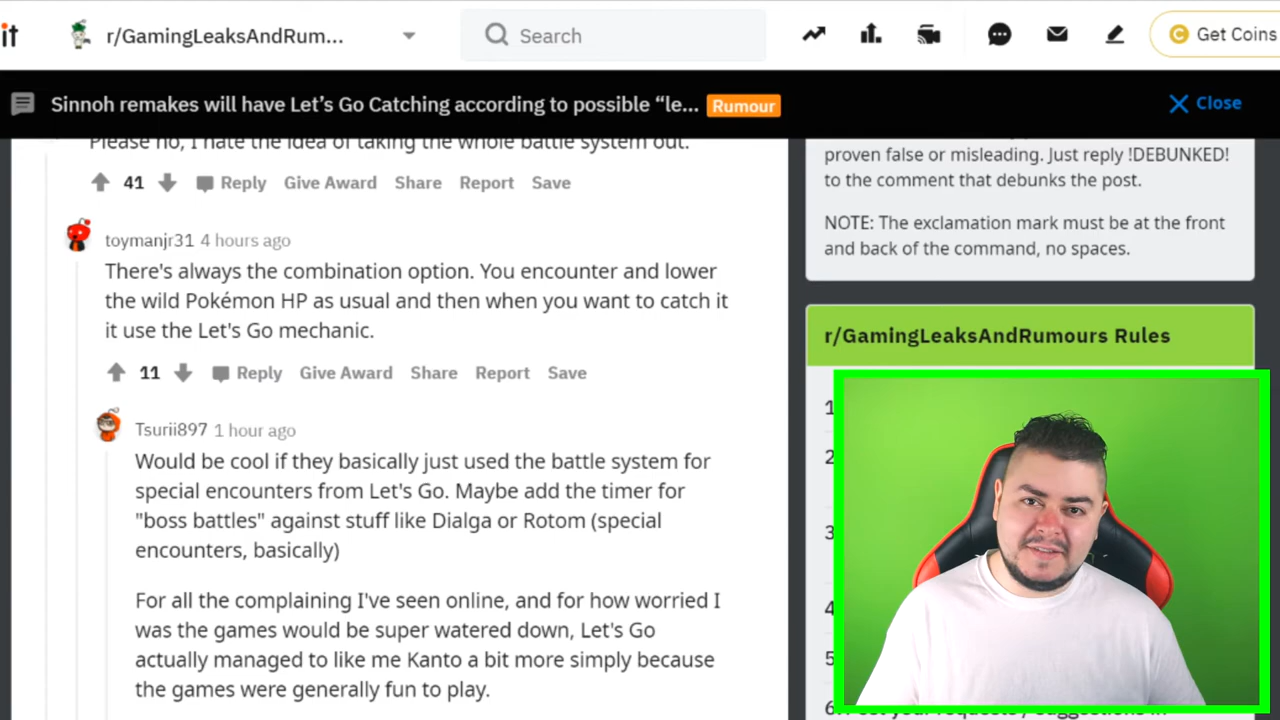 it
r/GamingLeaksAndRum...
Search
Get Coins
Sinnoh remakes will have Let's Go Catching according to possible “le... Rumour
Close
Please no, I hate the idea of taking the whole battle system out.
41 Reply Give Award Share Report Save
toymanjr31 4 hours ago
There's always the combination option. You encounter and lower
the wild Pokémon HP as usual and then when you want to catch it
it use the Let's Go mechanic.
11 Reply Give Award Share Report Save
Tsurii897 1 hour ago
Would be cool if they basically just used the battle system for
special encounters from Let's Go. Maybe add the timer for
"boss battles" against stuff like Dialga or Rotom (special
encounters, basically)
For all the complaining I've seen online, and for how worried I
was the games would be super watered down, Let's Go
actually managed to like me Kanto a bit more simply because
the games were generally fun to play.
proven false or misleading. Just reply !DEBUNKED!
to the comment that debunks the post.
NOTE: The exclamation mark must be at the front
and back of the command, no spaces.
r/GamingLeaksAndRumours Rules
1
2
3
4
5
6